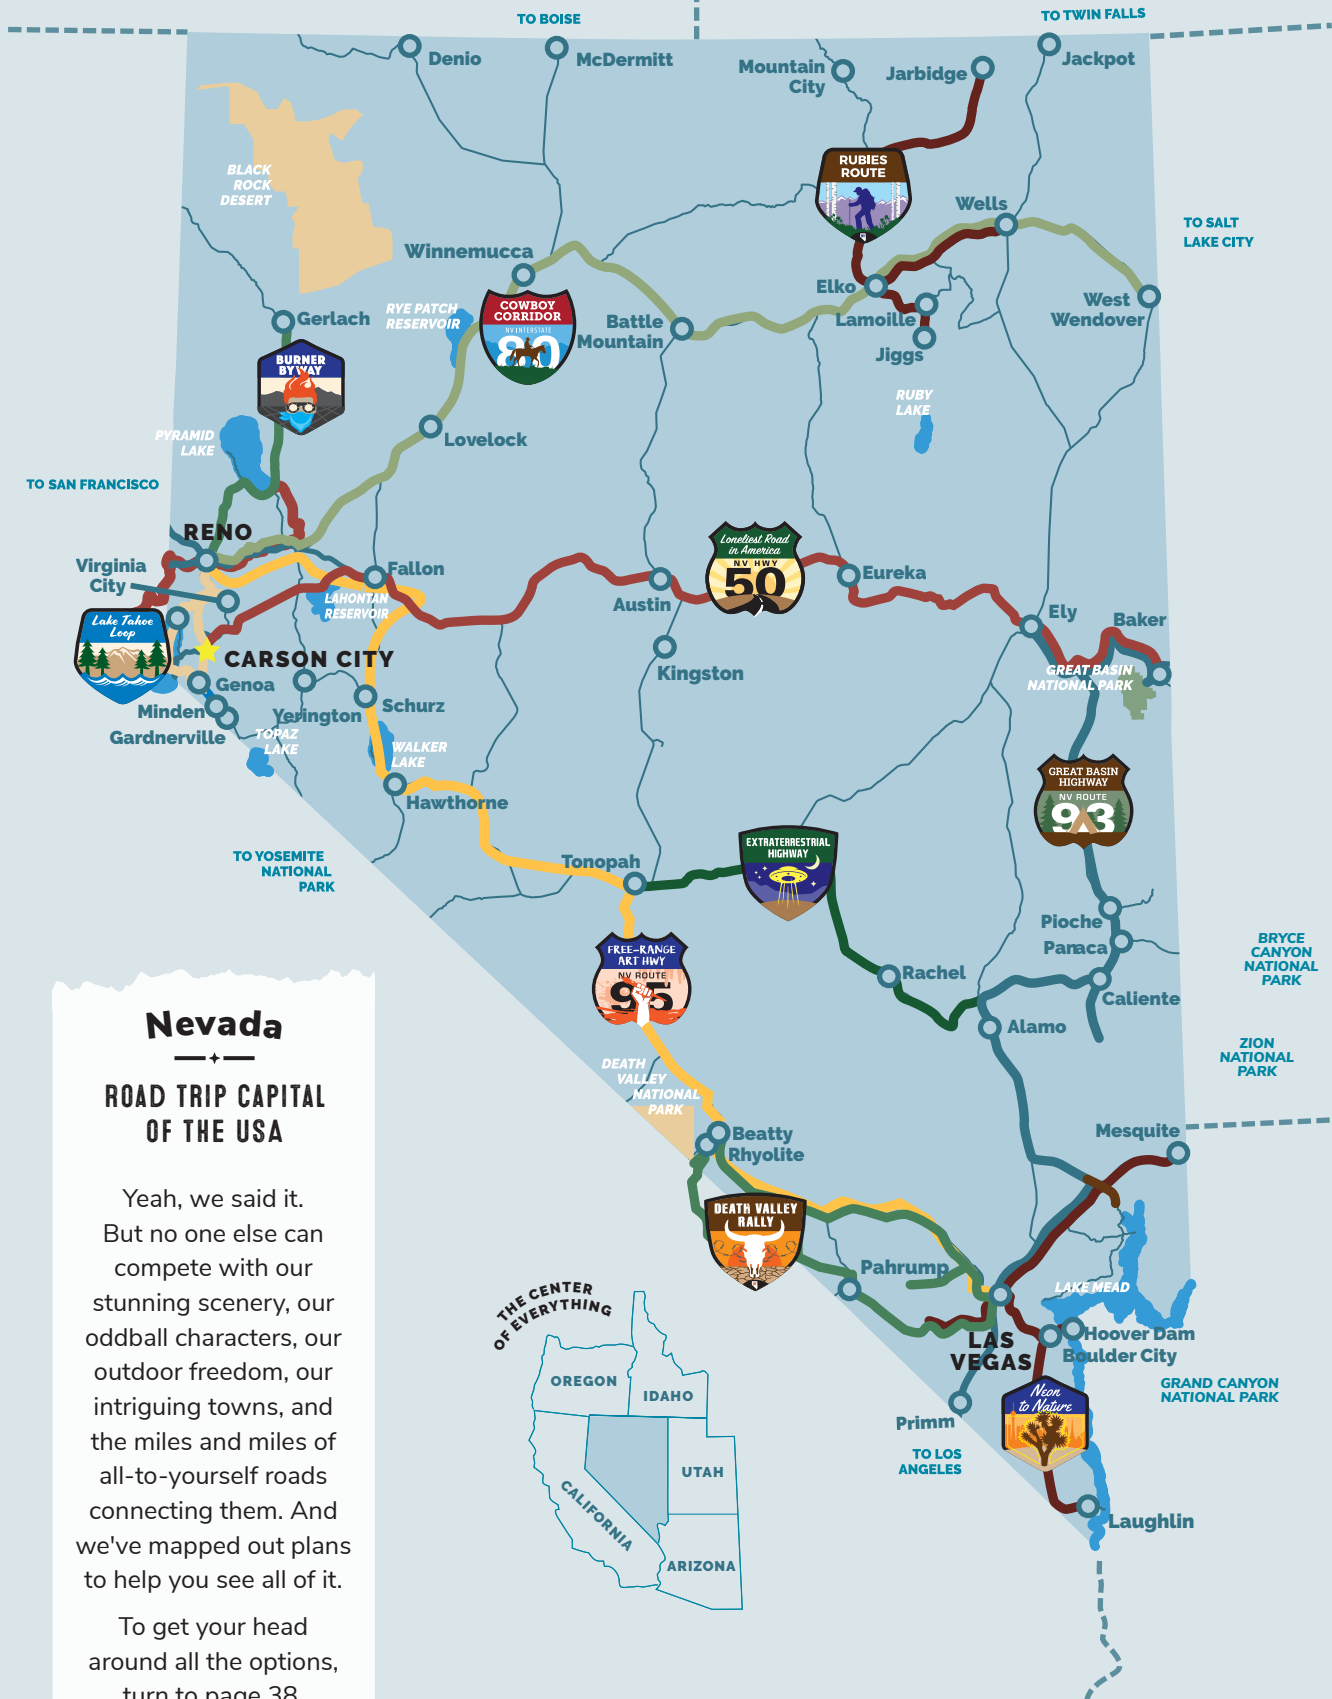 TO BOISE
TO TWIN FALLS
Denio
McDermitt
Mountain
City
Jarbidge
Jackpot
BLACK
ROCK
DESERT
RUBIES
ROUTE
Wells
TO SALT
LAKE CITY
Winnemucca
Elko
West
Wendover
Gerlach
RYE PATCH
RESERVOIR
COWBOY
CORRIDOR
NV INTERSTATE
80
Battle
Mountain
Lamoille
Jiggs
BURNER
BYWAY
RUBY
LAKE
PYRAMID
LAKE
Lovelock
TO SAN FRANCISCO
RENO
Virginia
City
Fallon
LAHONTAN
RESERVOIR
Loneliest Road
in America
NV HWY
50
Austin
Eureka
Ely
Baker
Lake Tahoe
Loop
CARSON CITY
Kingston
GREAT BASIN
NATIONAL PARK
Genoa
Minden
Gardnerville
Yerington
Schurz
TOPAZ
LAKE
WALKER
LAKE
Hawthorne
GREAT BASIN
HIGHWAY
NV ROUTE
93
TO YOSEMITE
NATIONAL
PARK
Tonopah
EXTRATERRESTRIAL
HIGHWAY
Pioche
Panaca
BRYCE
CANYON
NATIONAL
PARK
FREE-RANGE
ART HWY
NV ROUTE
95
Rachel
Caliente
Alamo
ZION
NATIONAL
PARK
DEATH
VALLEY
NATIONAL
PARK
Beatty
Rhyolite
Mesquite
DEATH VALLEY
RALLY
Pahrump
LAKE MEAD
LAS
VEGAS
Hoover Dam
Boulder City
GRAND CANYON
NATIONAL PARK
Neon
to Nature
Primm
TO LOS
ANGELES
Laughlin
THE CENTER
OF EVERYTHING
OREGON
IDAHO
UTAH
CALIFORNIA
ARIZONA
Nevada
ROAD TRIP CAPITAL
OF THE USA
Yeah, we said it.
But no one else can
compete with our
stunning scenery, our
oddball characters, our
outdoor freedom, our
intriguing towns, and
the miles and miles of
all-to-yourself roads
connecting them. And
we've mapped out plans
to help you see all of it.
To get your head
around all the options,
turn to page 38